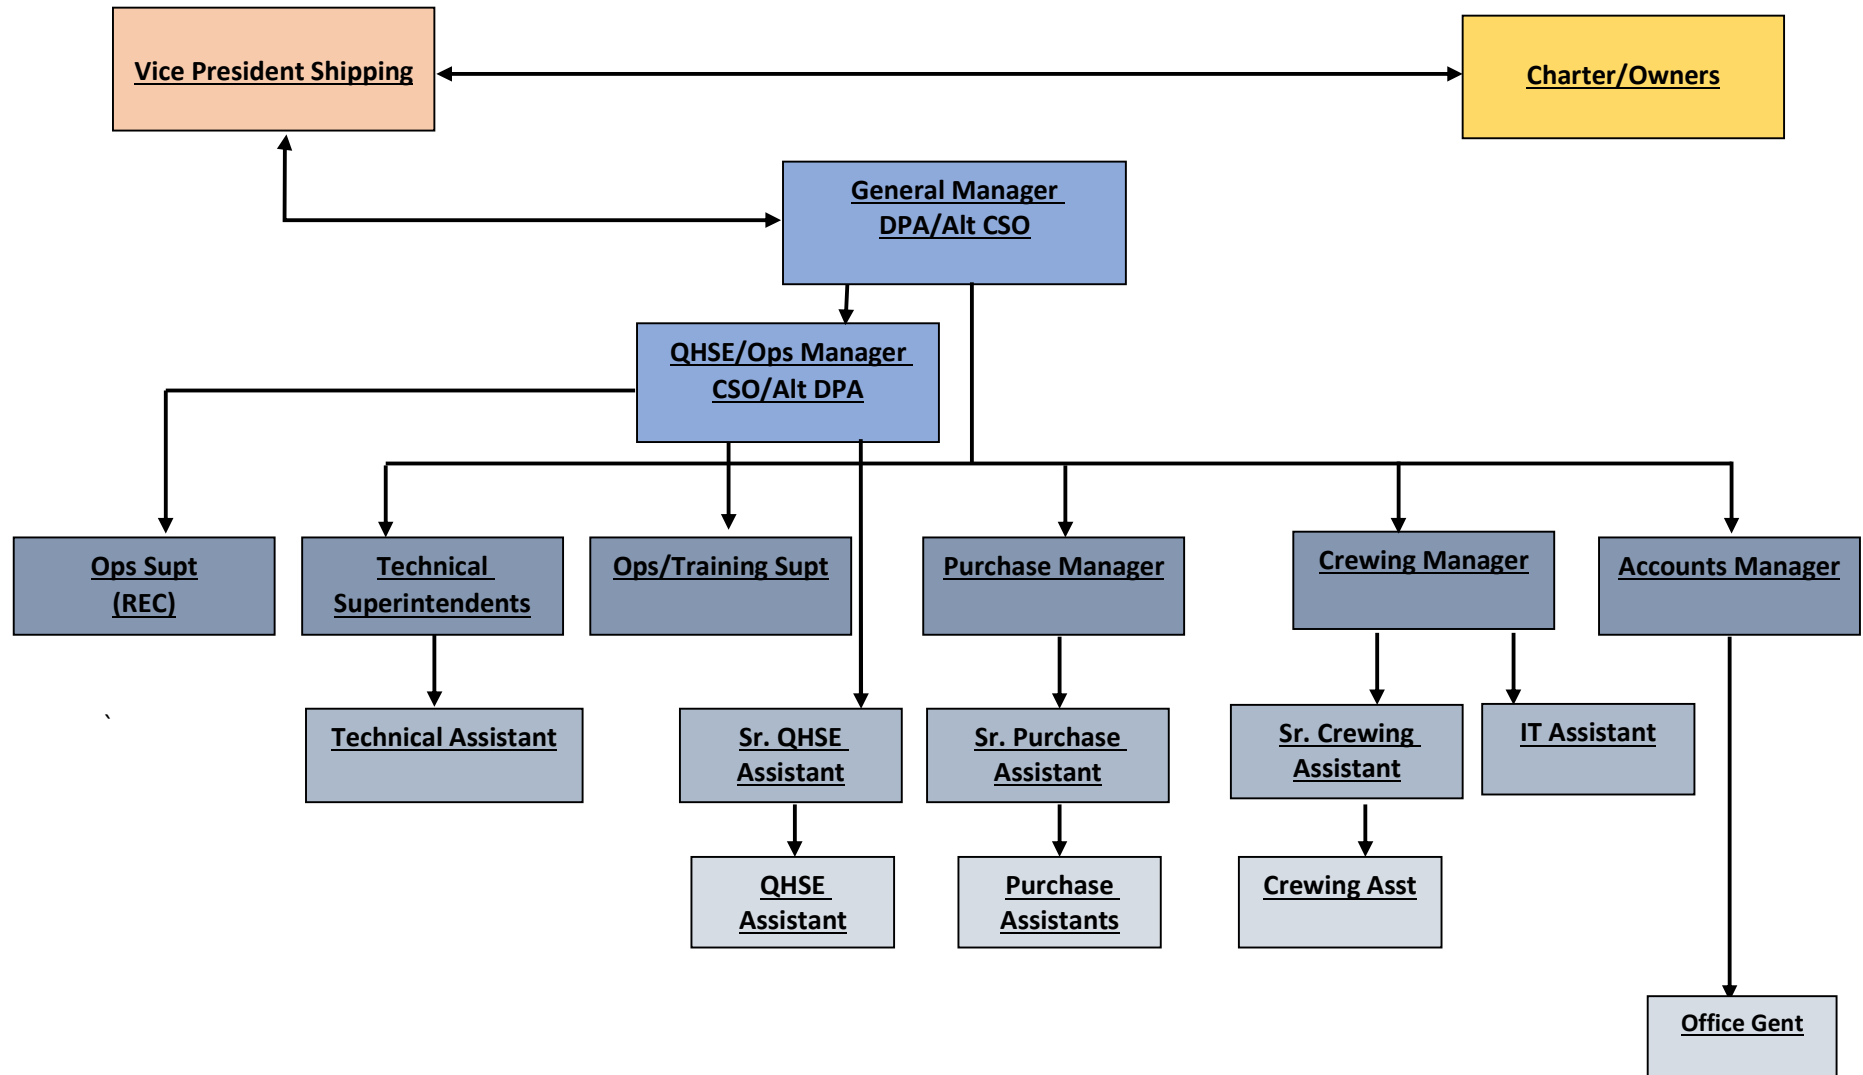 Vice President Shipping
Charter/Owners
General Manager
DPA/Alt CSO
QHSE/Ops Manager
CSO/Alt DPA
Ops Supt
(REC)
Technical
Superintendents
Ops/Training Supt
Purchase Manager
Crewing Manager
Accounts Manager
`
Technical Assistant
Sr. QHSE
Assistant
Sr. Purchase
Assistant
Sr. Crewing
Assistant
IT Assistant
QHSE
Assistant
Purchase
Assistants
Crewing Asst
Office Gent